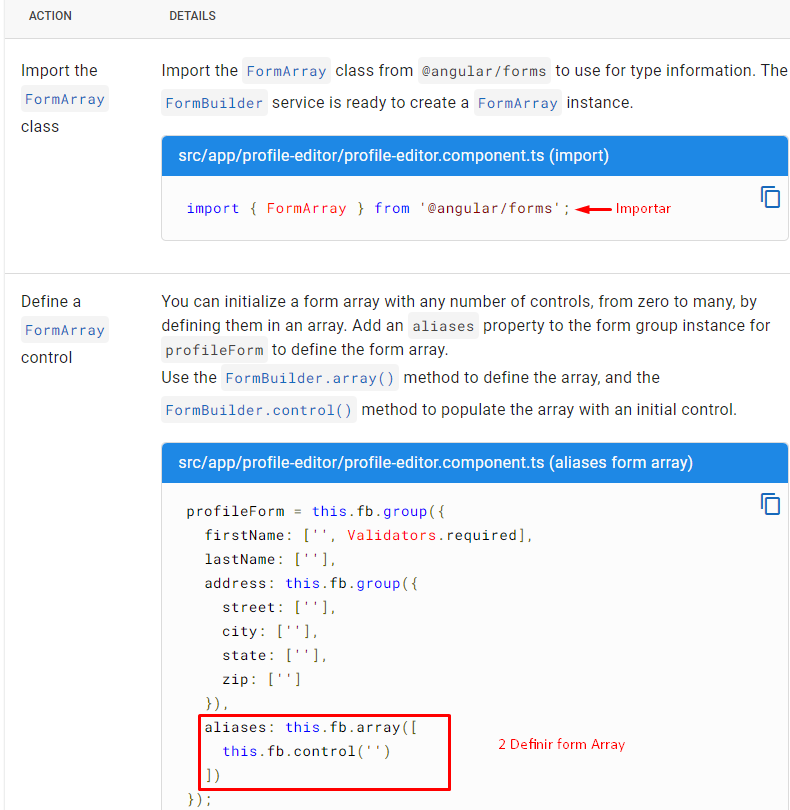 ACTION DETAILS
Import the Import the FormArray class from @angular/forms to use for type information. The
FormArray FormBuilder service is ready to create a FormArray instance.
class
src/app/profile-editor/profile-editor.component.ts (import)
import { FormArray } from '@angular/forms'; Importar
Define a You can initialize a form array with any number of controls, from zero to many, by
FormArray defining them in an array. Add an aliases property to the form group instance for
control profileForm to define the form array.
Use the FormBuilder.array() method to define the array, and the
FormBuilder.control() method to populate the array with an initial control.
src/app/profile-editor/profile-editor.component.ts (aliases form array)
profileForm = this.fb.group({
  firstName: ['', Validators.required],
  lastName: [''],
  address: this.fb.group({
    street: [''],
    city: [''],
    state: [''],
    zip: ['']
  }),
  aliases: this.fb.array([
    this.fb.control('') 2 Definir form Array
  ])
});